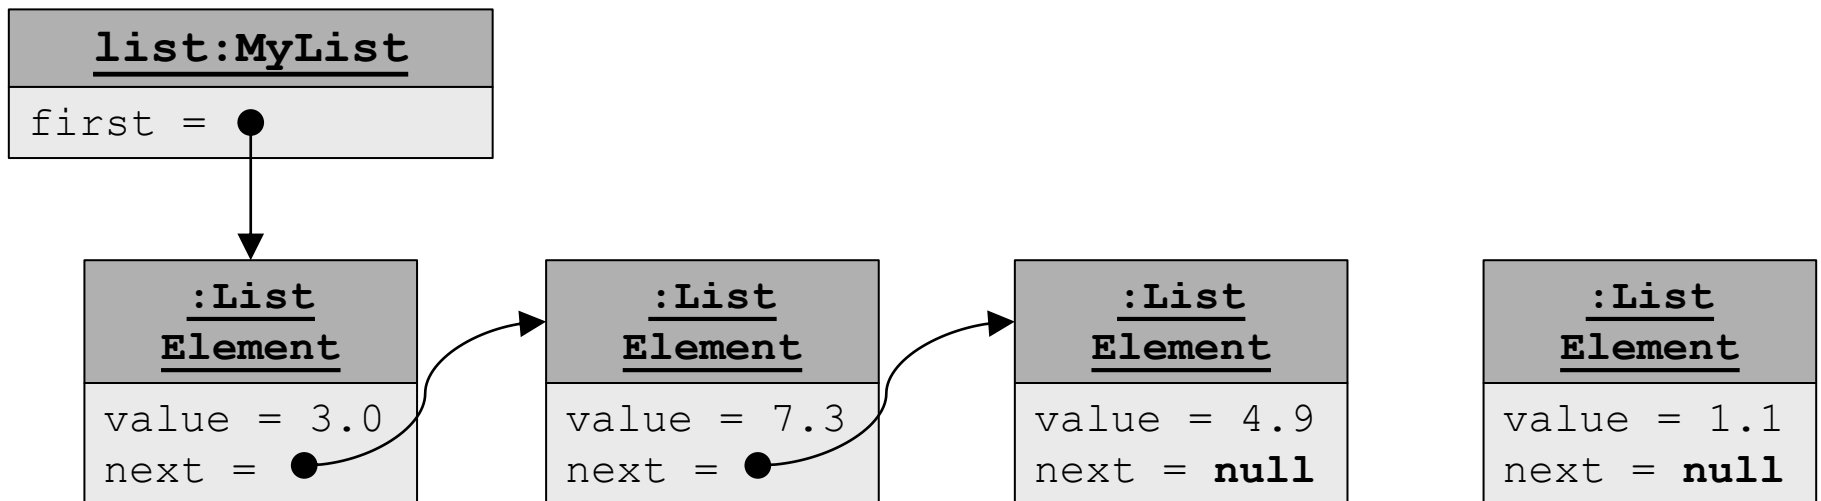 list:MyList
first =
:List
Element
value = 3.0
next =
:List
Element
value = 7.3
next =
:List
Element
value = 4.9
next = null
:List
Element
value = 1.1
next = null